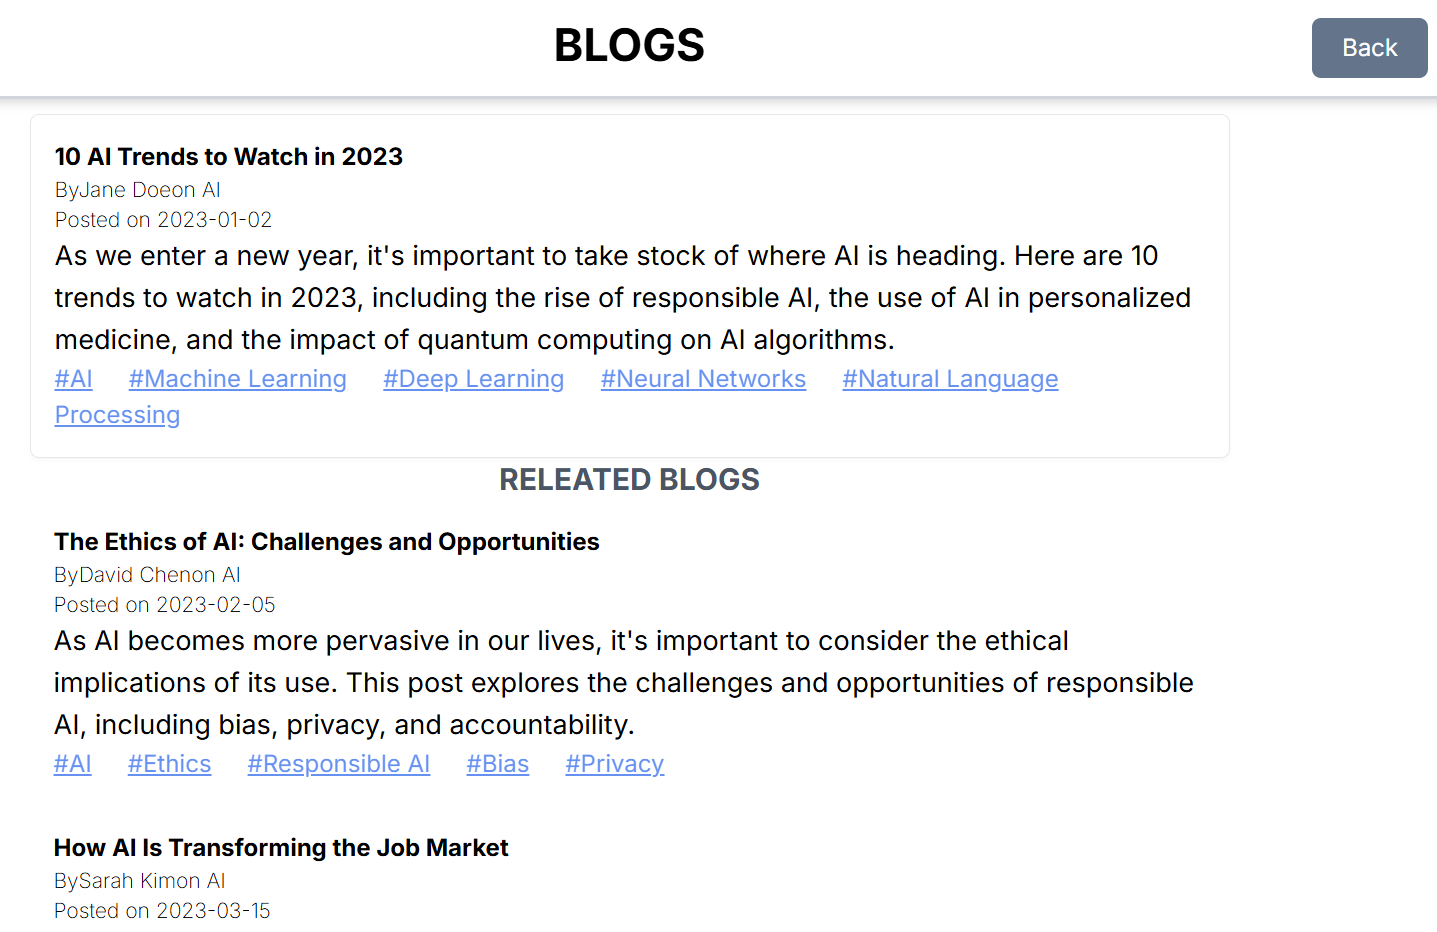 BLOGS
Back
10 AI Trends to Watch in 2023
ByJane Doeon AI
Posted on 2023-01-02
As we enter a new year, it's important to take stock of where AI is heading. Here are 10
trends to watch in 2023, including the rise of responsible AI, the use of AI in personalized
medicine, and the impact of quantum computing on AI algorithms.
#AI #Machine Learning #Deep Learning #Neural Networks #Natural Language
Processing
RELEATED BLOGS
The Ethics of AI: Challenges and Opportunities
ByDavid Chenon AI
Posted on 2023-02-05
As AI becomes more pervasive in our lives, it's important to consider the ethical
implications of its use. This post explores the challenges and opportunities of responsible
AI, including bias, privacy, and accountability.
#AI #Ethics #Responsible AI #Bias #Privacy
How AI Is Transforming the Job Market
BySarah Kimon AI
Posted on 2023-03-15